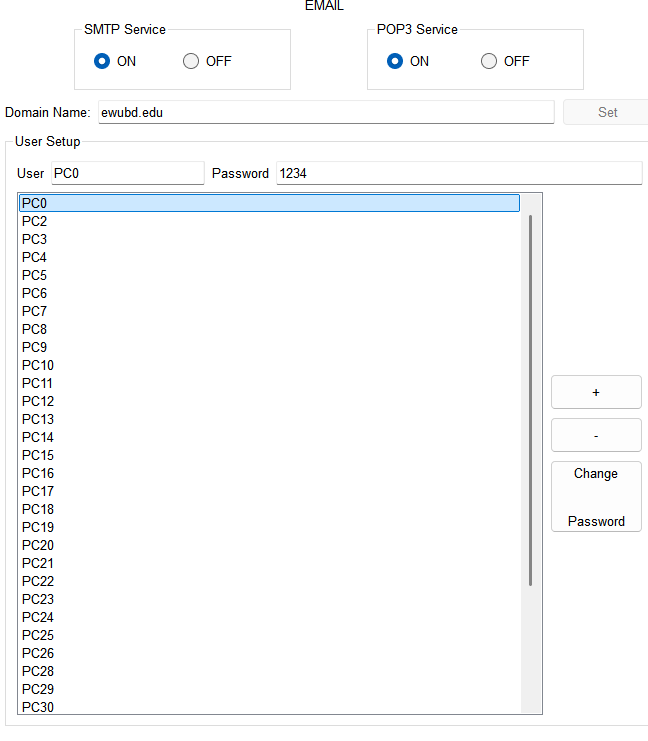 EMAIL
SMTP Service
POP3 Service
ON
OFF
ON
OFF
Domain Name: ewubd.edu
Set
User Setup
User PC0 Password 1234
PC0
PC2
PC3
PC4
PC5
PC6
PC7
PC8
PC9
PC10
PC11
PC12
PC13
PC14
PC15
PC16
PC17
PC18
PC19
PC20
PC21
PC22
PC23
PC24
PC25
PC26
PC28
PC29
PC30
+
-
Change
Password